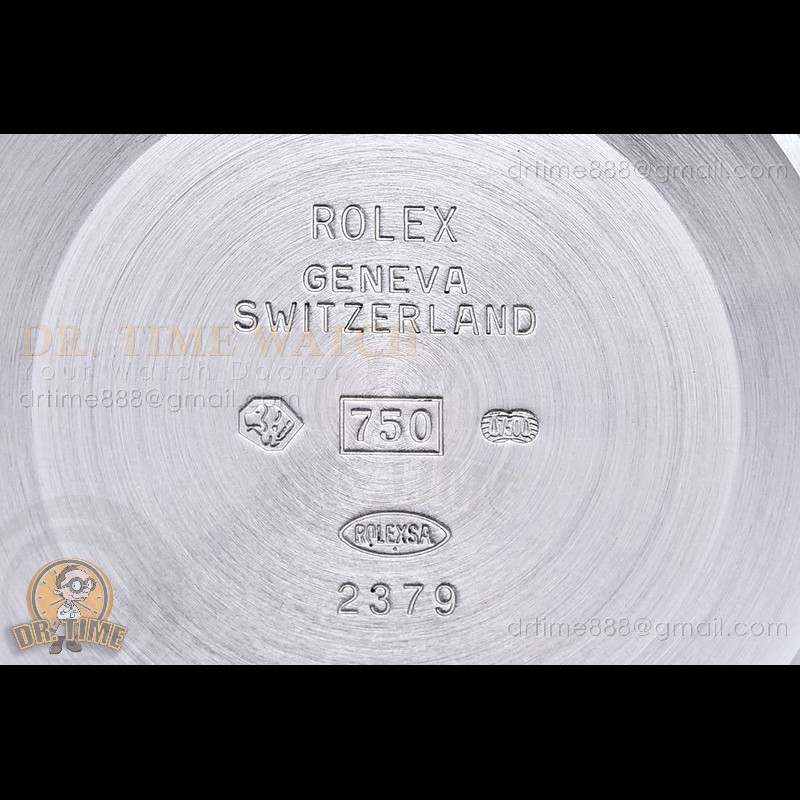 drtime888@gmail.com
ROLEX
GENEVA
SWITZERLAND
DR. TIME WATCH
Your Watch Doctor
drtime888@gmail.com
750
4750A
ROLEXSA
2379
DR. TIME
drtime888@gmail.com